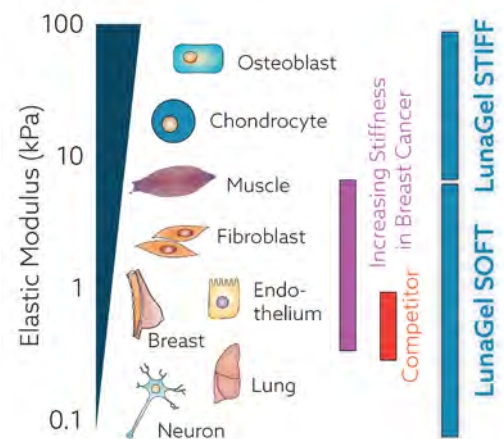 100
10
1
0.1
Elastic Modulus (kPa)
Osteoblast
Chondrocyte
Muscle
Fibroblast
Endo-
thelium
Breast
Lung
Neuron
Increasing Stiffness
in Breast Cancer
Competitor
LunaGel STIFF
LunaGel SOFT